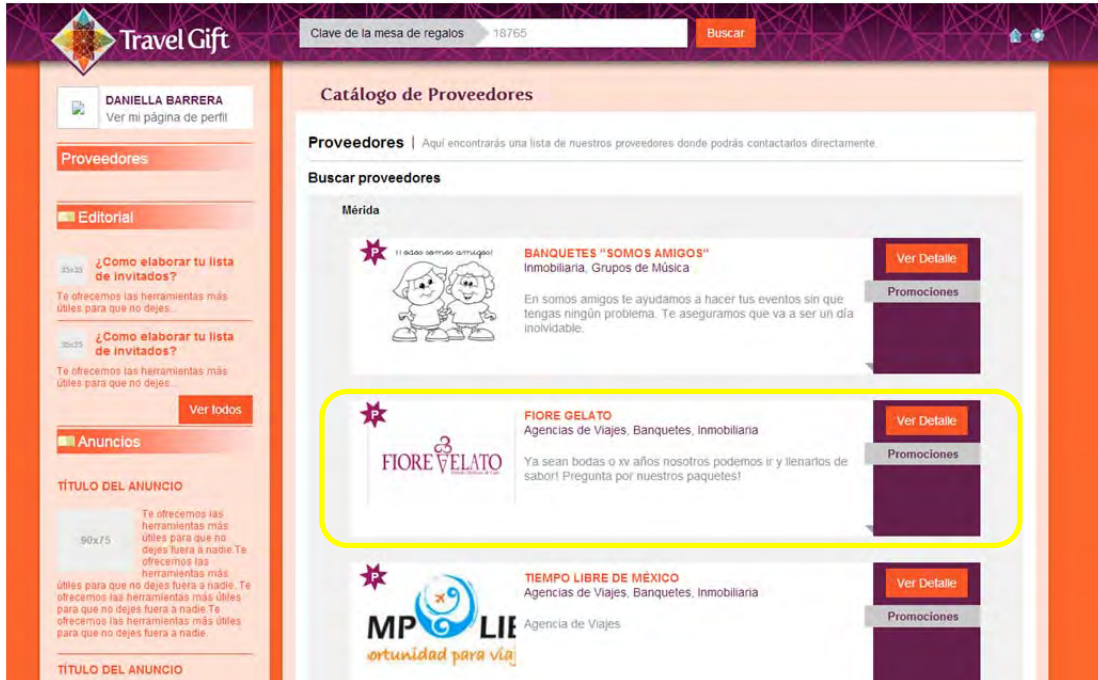 Travel Gift
Clave de la mesa de regalos
18765
Buscar
DANIELLA BARRERA
Ver mi página de perfil
Proveedores
Editorial
35x35
¿Como elaborar tu lista
de invitados?
Te ofrecemos las herramientas más
útiles para que no dejes...
35x35
¿Como elaborar tu lista
de invitados?
Te ofrecemos las herramientas más
útiles para que no dejes...
Ver todos
Anuncios
TÍTULO DEL ANUNCIO
90x75
Te ofrecemos las
herramientas más
útiles para que no
dejes fuera a nadie.Te
ofrecemos las
herramientas más
útiles para que no dejes fuera a nadie. Te
ofrecemos las herramientas más útiles
para que no dejes fuera a nadie.Te
ofrecemos las herramientas más útiles
para que no dejes fuera a nadie.
TÍTULO DEL ANUNCIO
Catálogo de Proveedores
Proveedores | Aquí encontrarás una lista de nuestros proveedores donde podrás contactarlos directamente.
Buscar proveedores
Mérida
P
somos amigos!
BANQUETES "SOMOS AMIGOS"
Inmobiliaria, Grupos de Música
En somos amigos te ayudamos a hacer tus eventos sin que
tengas ningún problema. Te aseguramos que va a ser un día
inolvidable.
Ver Detalle
Promociones
P
FIORE GELATO
FIORE GELATO
Agencias de Viajes, Banquetes, Inmobiliaria
Ya sean bodas o xv años nosotros podemos ir y llenarlos de
sabor! Pregunta por nuestros paquetes!
Ver Detalle
Promociones
P
MP LIE
ortunidad para viaj
TIEMPO LIBRE DE MÉXICO
Agencias de Viajes, Banquetes, Inmobiliaria
Agencia de Viajes
Ver Detalle
Promociones